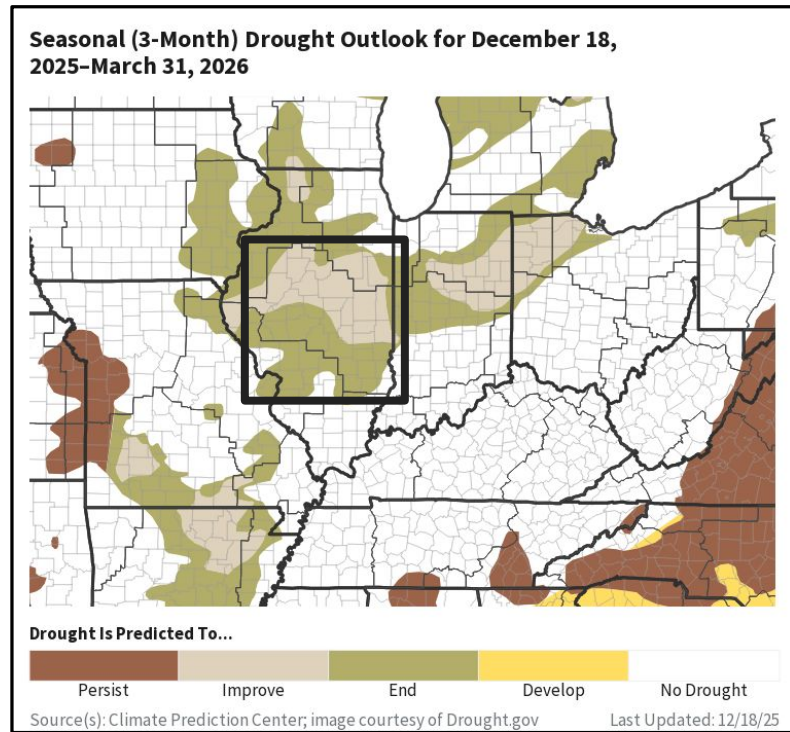 Seasonal (3-Month) Drought Outlook for December 18,
2025–March 31, 2026
Drought Is Predicted To...
Persist
Improve
End
Develop
No Drought
Source(s): Climate Prediction Center; image courtesy of Drought.gov
Last Updated: 12/18/25